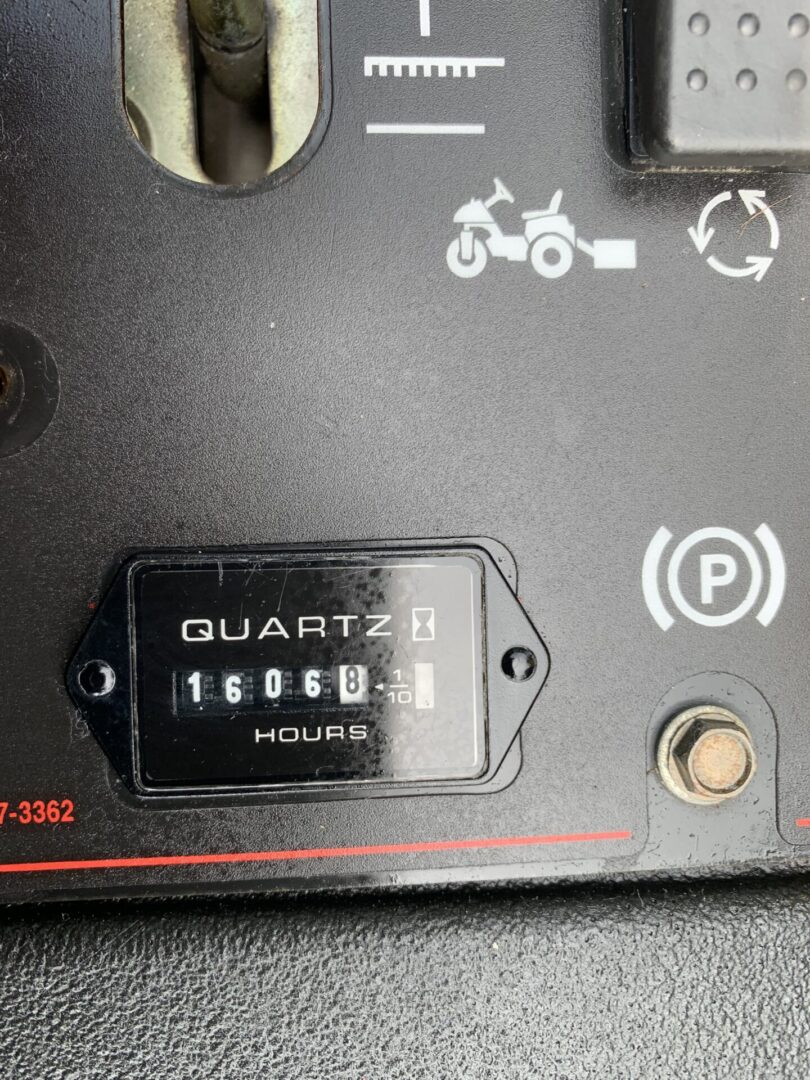 P
QUARTZ
16068 1/10
HOURS
7-3362